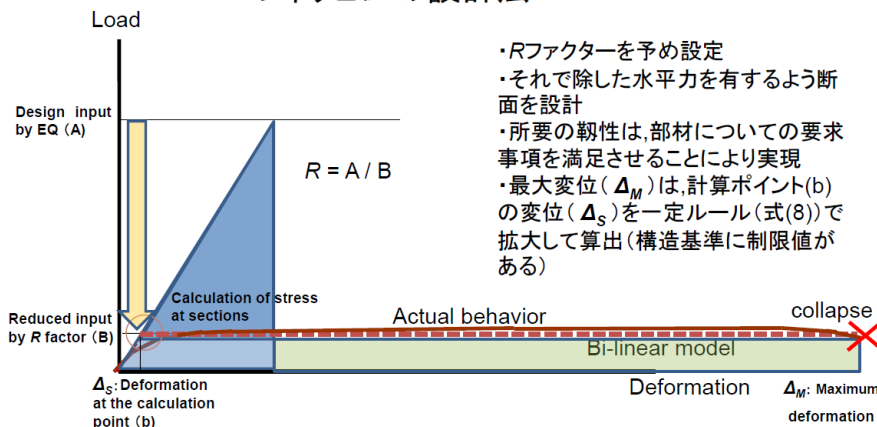 Load
・Rファクターを予め設定
・それで除した水平力を有するよう断
面を設計
・所要の靭性は,部材についての要求
事項を満足させることにより実現
・最大変位(ΔM)は,計算ポイント(b)
の変位(ΔS)を一定ルール(式(8))で
拡大して算出(構造基準に制限値が
ある)
Design input
by EQ (A)
R = A / B
Calculation of stress
at sections
Reduced input
by R factor (B)
Actual behavior
collapse
Bi-linear model
ΔS: Deformation
at the calculation
point (b)
Deformation
ΔM: Maximum
deformation